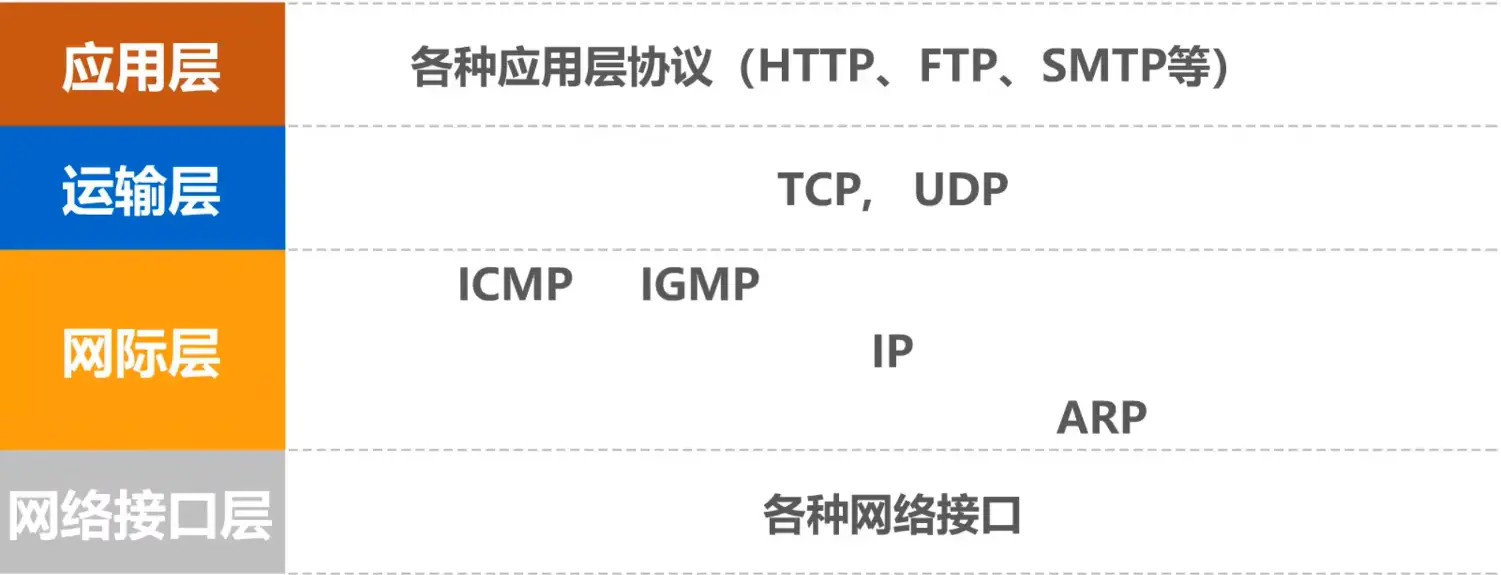 应用层
各种应用层协议（HTTP、FTP、SMTP等）
运输层
TCP, UDP
网际层
ICMP IGMP
IP
ARP
网络接口层
各种网络接口